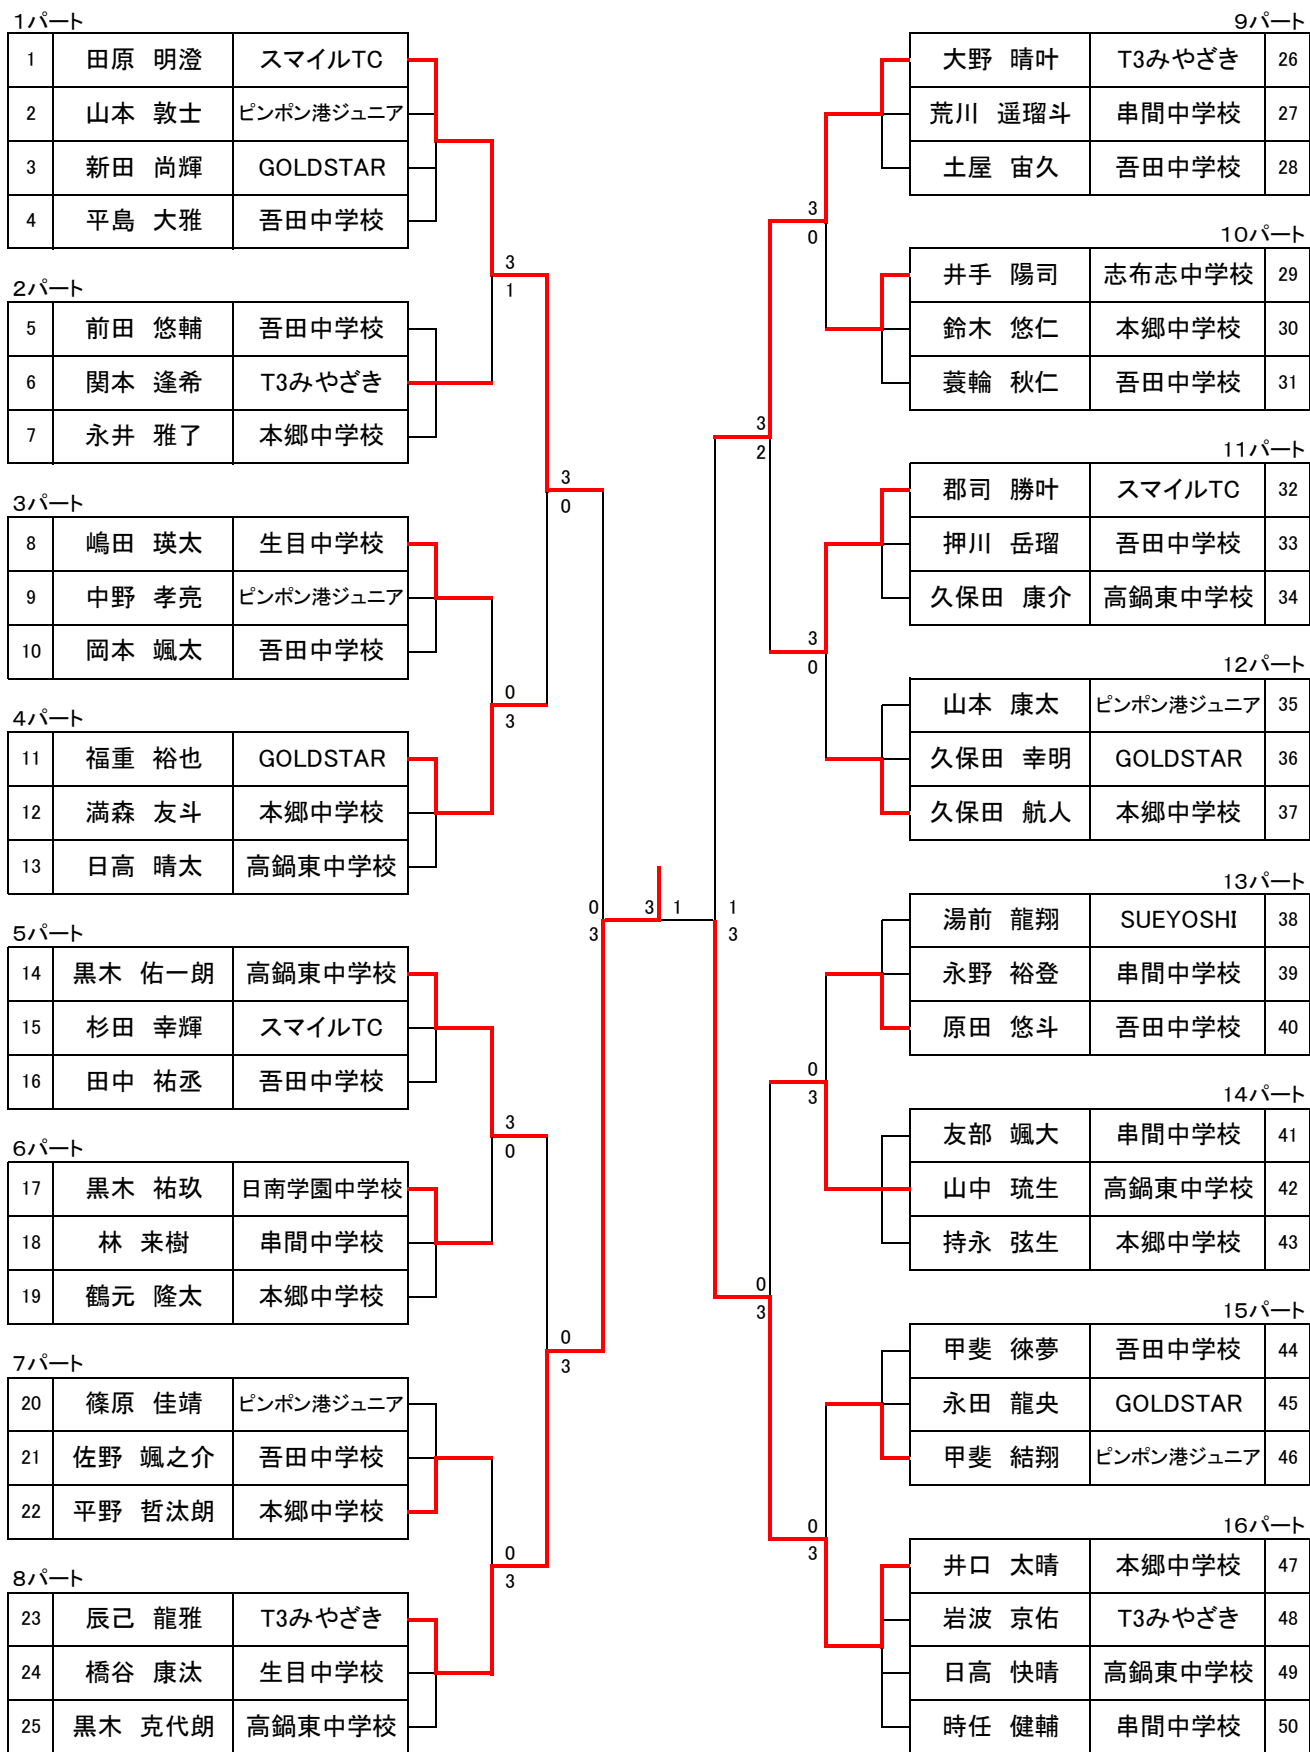 1パート
1 田原 明澄 スマイルTC
2 山本 敦士 ピンポン港ジュニア
3 新田 尚輝 GOLDSTAR
4 平島 大雅 吾田中学校
2パート
5 前田 悠輔 吾田中学校
6 関本 逢希 T3みやざき
7 永井 雅了 本郷中学校
3パート
8 嶋田 瑛太 生目中学校
9 中野 孝亮 ピンポン港ジュニア
10 岡本 颯太 吾田中学校
4パート
11 福重 裕也 GOLDSTAR
12 満森 友斗 本郷中学校
13 日高 晴太 高鍋東中学校
5パート
14 黒木 佑一朗 高鍋東中学校
15 杉田 幸輝 スマイルTC
16 田中 祐丞 吾田中学校
6パート
17 黒木 祐玖 日南学園中学校
18 林 来樹 串間中学校
19 鶴元 隆太 本郷中学校
7パート
20 篠原 佳靖 ピンポン港ジュニア
21 佐野 颯之介 吾田中学校
22 平野 哲汰朗 本郷中学校
8パート
23 辰己 龍雅 T3みやざき
24 橋谷 康汰 生目中学校
25 黒木 克代朗 高鍋東中学校
3
1
0
3
3
0
0
3
3
0
0
3
0
3
3 1
1
3
3
2
0
3
3
0
3
0
0
3
0
3
9パート
大野 晴叶 T3みやざき 26
荒川 遥瑠斗 串間中学校 27
土屋 宙久 吾田中学校 28
10パート
井手 陽司 志布志中学校 29
鈴木 悠仁 本郷中学校 30
蓑輪 秋仁 吾田中学校 31
11パート
郡司 勝叶 スマイルTC 32
押川 岳瑠 吾田中学校 33
久保田 康介 高鍋東中学校 34
12パート
山本 康太 ピンポン港ジュニア 35
久保田 幸明 GOLDSTAR 36
久保田 航人 本郷中学校 37
13パート
湯前 龍翔 SUEYOSHI 38
永野 裕登 串間中学校 39
原田 悠斗 吾田中学校 40
14パート
友部 颯大 串間中学校 41
山中 琉生 高鍋東中学校 42
持永 弦生 本郷中学校 43
15パート
甲斐 徠夢 吾田中学校 44
永田 龍央 GOLDSTAR 45
甲斐 結翔 ピンポン港ジュニア 46
16パート
井口 太晴 本郷中学校 47
岩波 京佑 T3みやざき 48
日高 快晴 高鍋東中学校 49
時任 健輔 串間中学校 50